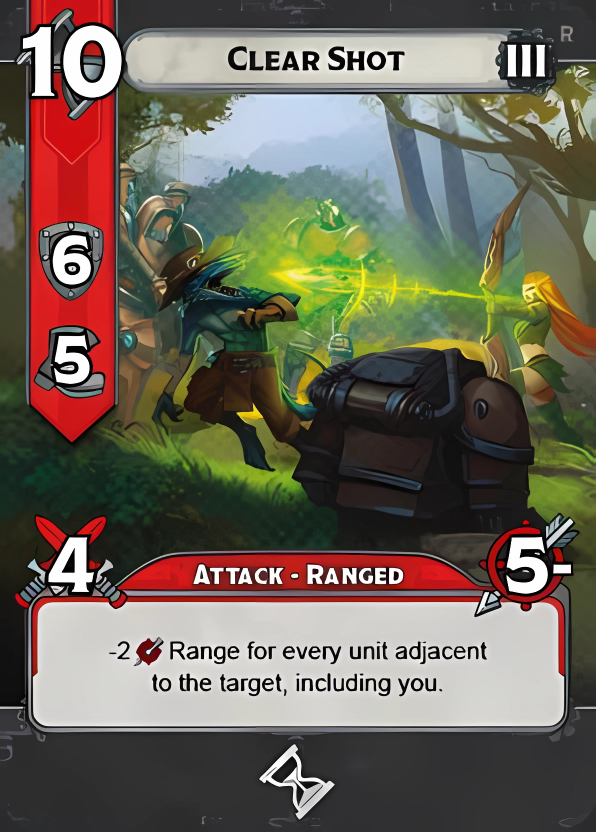 10
CLEAR SHOT
III
R
6
5
4
ATTACK - RANGED
5-
-2 Range for every unit adjacent
to the target, including you.